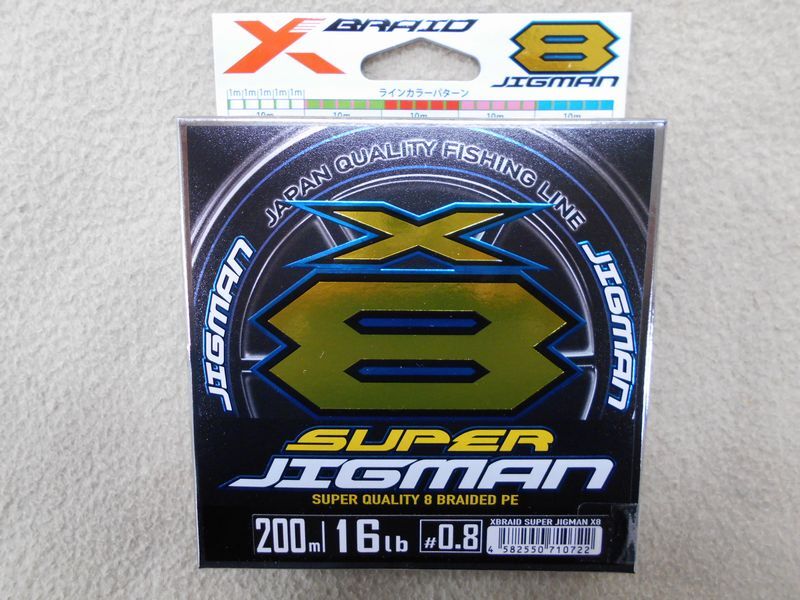 X BRAID
8
JIGMAN
ラインカラーパターン
1m 1m 1m 1m 1m
10m 10m 10m 10m 10m
JAPAN QUALITY FISHING LINE
JIGMAN
JIGMAN
X
8
SUPER
JIGMAN
SUPER QUALITY 8 BRAIDED PE
200m 16lb #0.8
XBRAID SUPER JIGMAN X8
4 582550 710722